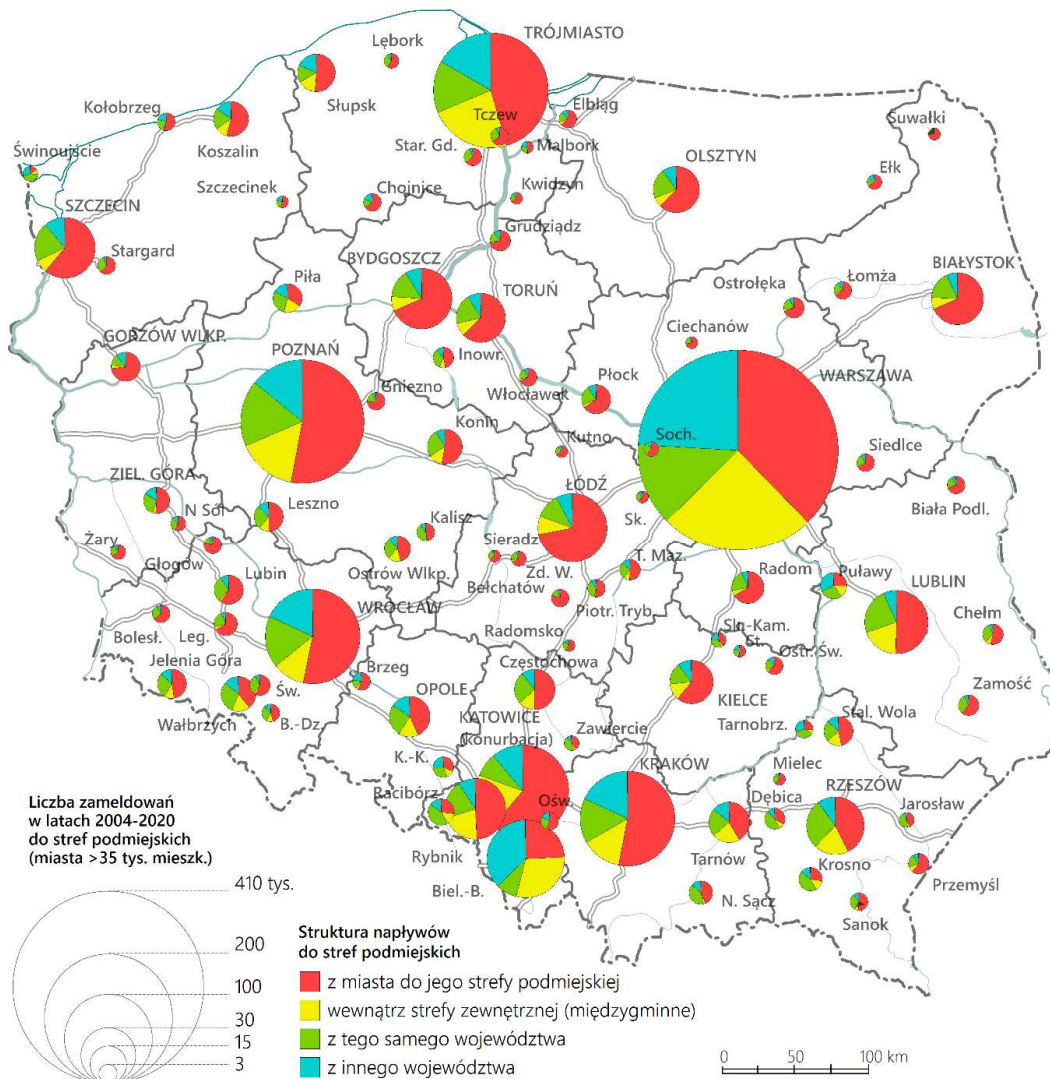 TRÓJMIASTO
Lębork
Słupsk
Kołobrzeg
Koszalin
Tczew
Elbląg
Suwałki
Star. Gd.
Malbork
Świnoujście
OLSZTYN
Ełk
Szczecinek
Chojnice
Kwidzyn
SZCZECIN
Stargard
Grudziądz
BYDGOSZCZ
Piła
TORUŃ
Ostrołęka
Łomża
BIAŁYSTOK
GORZÓW WLKP.
Ciechanów
POZNAŃ
Inowr.
Gniezno
Włocławek
Płock
WARSZAWA
Konin
Kutno
Soch.
Siedlce
ZIEL. GÓRA
Leszno
ŁÓDŹ
Biała Podl.
N Sól
Kalisz
Sk.
Żary
Sieradz
T. Maz.
Głogów
Ostrów Wlkp.
Zd. W.
Radom
Puławy
LUBLIN
Lubin
Bełchatów
Piotr. Tryb.
WROCŁAW
Chełm
Bolesł.
Leg.
Radomsko
Sk.-Kam.
St.
Ostr. Św.
Jelenia Góra
Brzeg
Częstochowa
Św.
OPOLE
KIELCE
Zamość
Wałbrzych
B.-Dz.
KATOWICE
(konurbacja)
Zawiercie
Tarnobrz.
Stal. Wola
K.-K.
KRAKÓW
Mielec
RZESZÓW
Racibórz
Ośw.
Dębica
Jarosław
Rybnik
Tarnów
Krosno
Przemyśl
Biel.-B.
N. Sącz
Sanok
Liczba zameldowań
w latach 2004-2020
do stref podmiejskich
(miasta >35 tys. mieszk.)
410 tys.
200
100
30
15
3
Struktura napływów
do stref podmiejskich
z miasta do jego strefy podmiejskiej
wewnątrz strefy zewnętrznej (międzygminne)
z tego samego województwa
z innego województwa
0 50 100 km